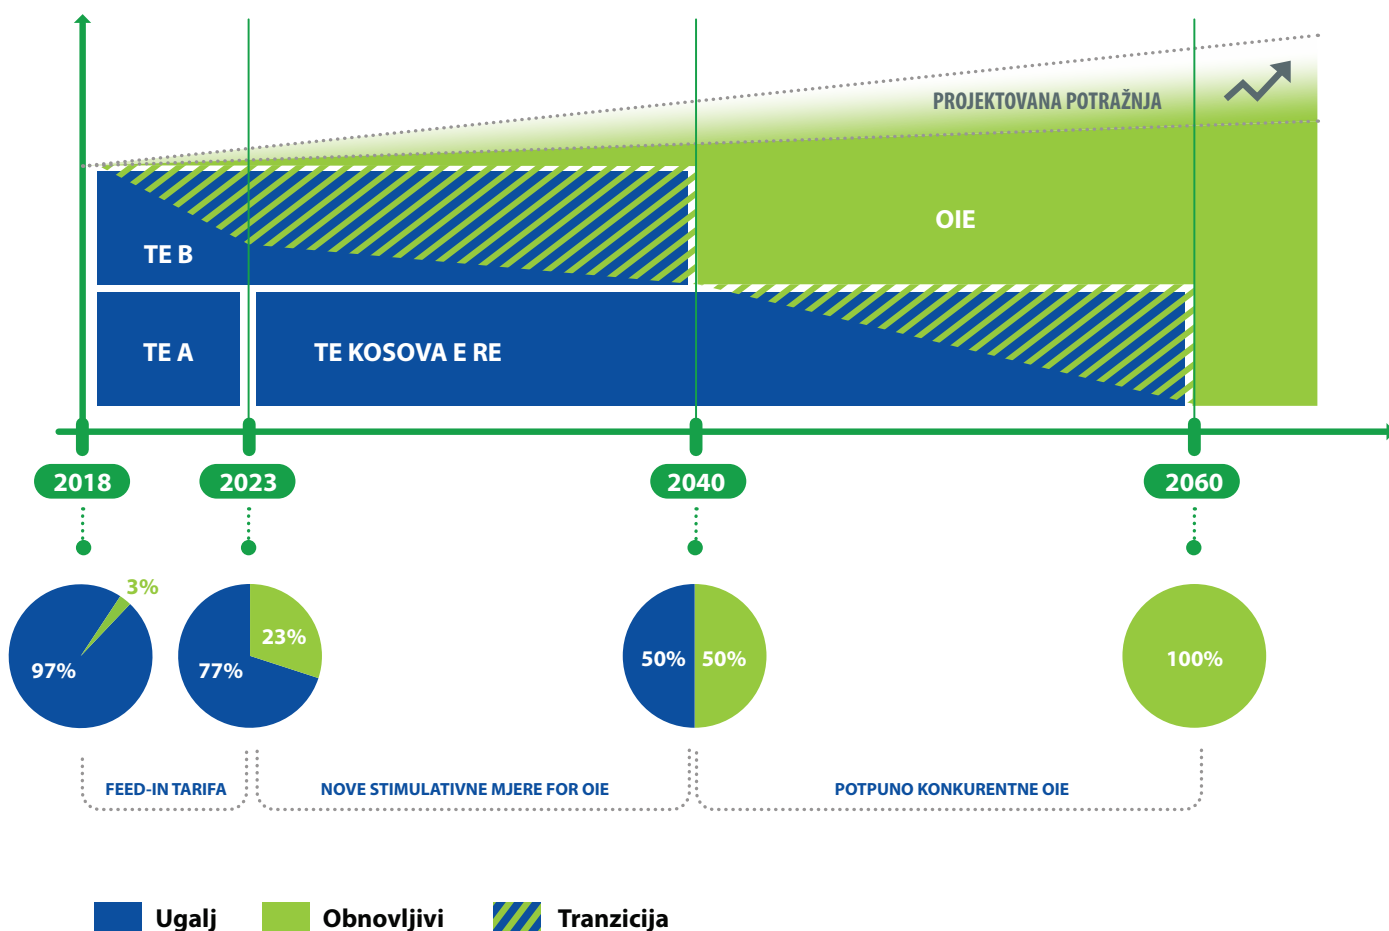 PROJEKTOVANA POTRAŽNJA
OIE
TE B
TE A
TE KOSOVA E RE
2018
2023
2040
2060
3%
97%
23%
77%
50%
50%
100%
FEED-IN TARIFA
NOVE STIMULATIVNE MJERE FOR OIE
POTPUNO KONKURENTNE OIE
Ugalj
Obnovljivi
Tranzicija